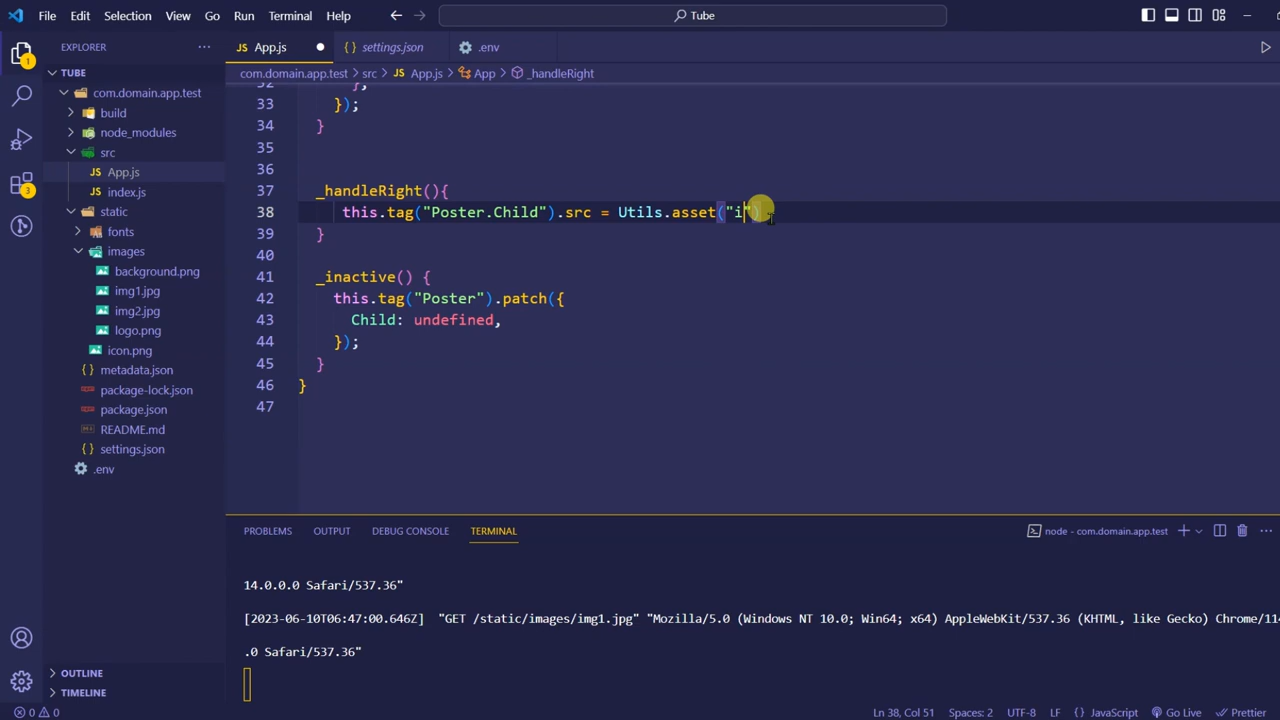 File Edit Selection View Go Run Terminal Help
Tube
EXPLORER
1
3
TUBE
com.domain.app.test
build
node_modules
src
App.js
index.js
static
fonts
images
background.png
img1.jpg
img2.jpg
logo.png
icon.png
metadata.json
package-lock.json
package.json
README.md
settings.json
.env
OUTLINE
TIMELINE
JS App.js
{ } settings.json
.env
com.domain.app.test > src > JS App.js > App > _handleRight
32 };
33 });
34 }
35
36
37 _handleRight(){
38 this.tag("Poster.Child").src = Utils.asset("i")
39 }
40
41 _inactive() {
42 this.tag("Poster").patch({
43 Child: undefined,
44 });
45 }
46 }
47
PROBLEMS OUTPUT DEBUG CONSOLE TERMINAL
node - com.domain.app.test
14.0.0.0 Safari/537.36"
[2023-06-10T06:47:00.646Z] "GET /static/images/img1.jpg" "Mozilla/5.0 (Windows NT 10.0; Win64; x64) AppleWebKit/537.36 (KHTML, like Gecko) Chrome/114
.0 Safari/537.36"
0 0
Ln 38, Col 51 Spaces: 2 UTF-8 LF { } JavaScript Go Live Prettier